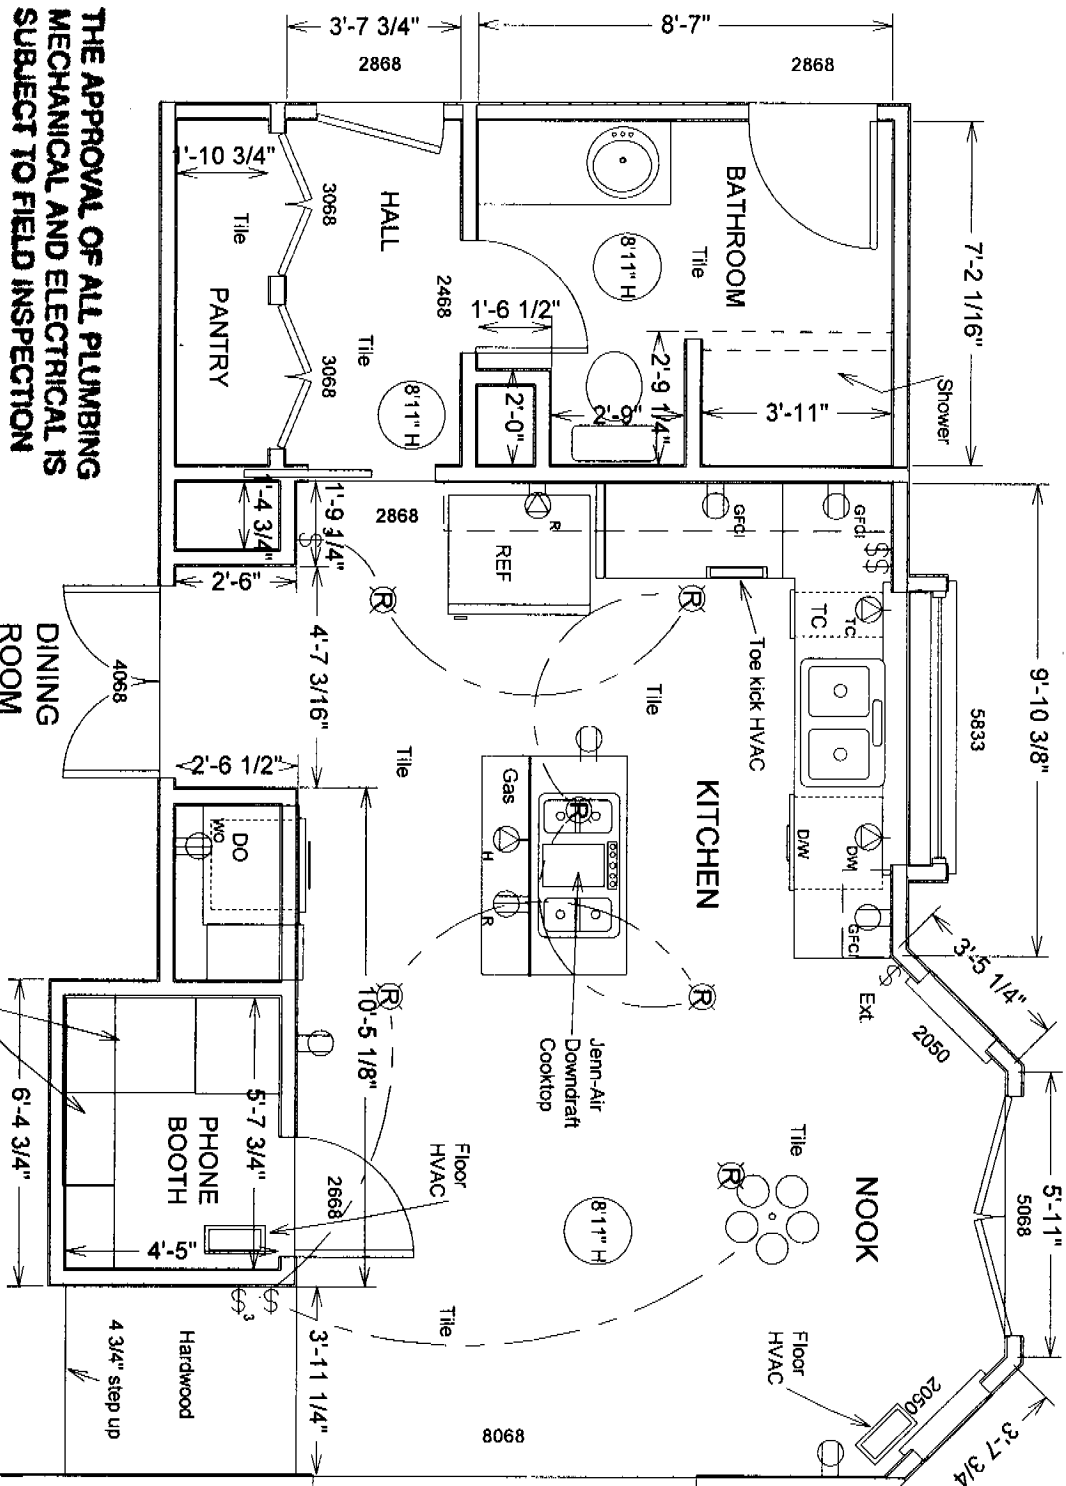 THE APPROVAL OF ALL PLUMBING
MECHANICAL AND ELECTRICAL IS
SUBJECT TO FIELD INSPECTION
3'-7 3/4"
8'-7"
2868
2868
1'-10 3/4"
3068
HALL
BATHROOM
Tile
Tile
8'11" H
7'-2 1/16"
PANTRY
3068
Tile
2468
1'-6 1/2"
8'11" H
2'-0"
2'-9 1/4"
2'-9"
3'-11"
Shower
1'-4 3/4"
1'-9 1/4"
2868
R
GFCI
GFCI
$
3
$$
REF
2'-6"
R
R
TC
TC
Toe kick HVAC
DINING
ROOM
4068
4'-7 3/16"
Tile
9'-10 3/8"
5833
2'-6 1/2"
Tile
Gas
KITCHEN
WO
DO
H
R
R
D/W
DW
GFCI
3'-5 1/4"
$
Ext.
2050
R
R
10'-5 1/8"
Jenn-Air
Downdraft
Cooktop
6'-4 3/4"
5'-7 3/4"
PHONE
BOOTH
4'-5"
2668
Floor
HVAC
Tile
R
8'11" H
NOOK
5068
5'-11"
$
3
$
Tile
3'-11 1/4"
4 3/4" step up
Hardwood
8068
Floor
HVAC
2050
3'-7 3/4